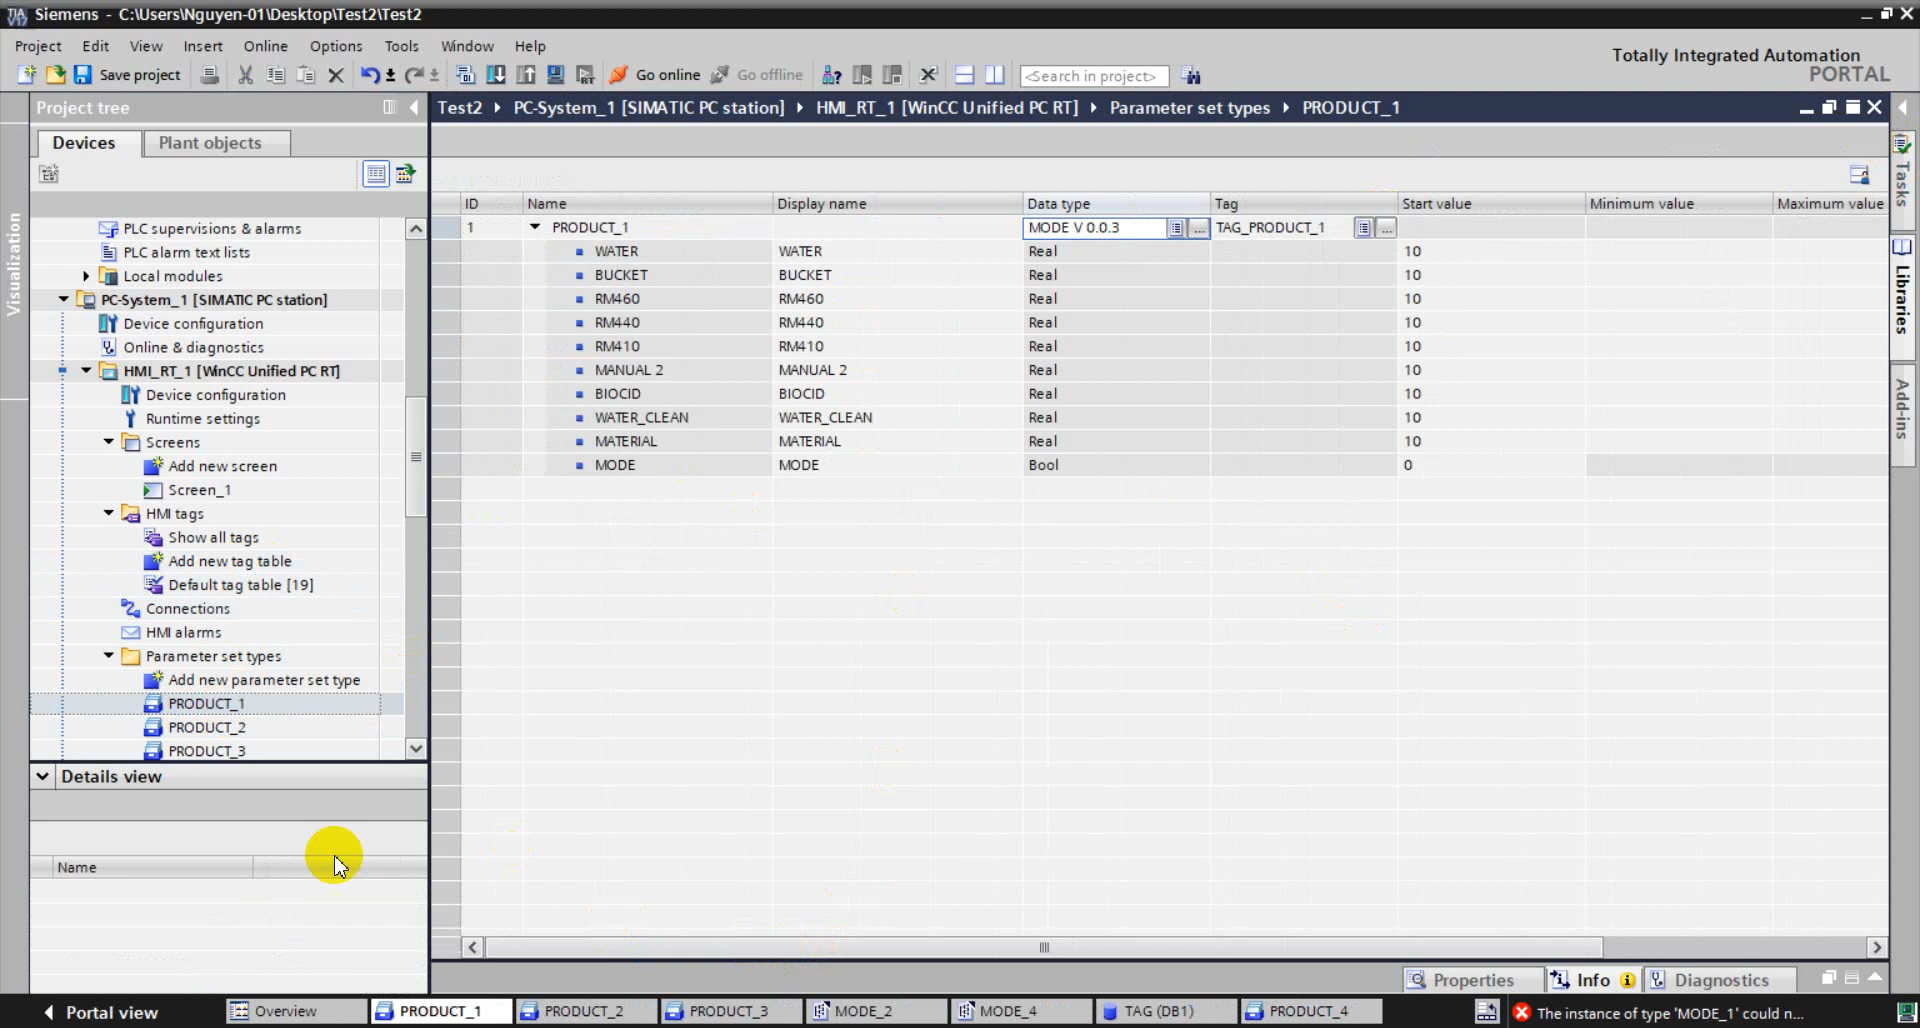 Siemens - C:\Users\Nguyen-01\Desktop\Test2\Test2
Project Edit View Insert Online Options Tools Window Help
Totally Integrated Automation
PORTAL
Save project
Go online
Go offline
<Search in project>
Project tree
Test2 PC-System_1 [SIMATIC PC station] HMI_RT_1 [WinCC Unified PC RT] Parameter set types PRODUCT_1
Devices
Plant objects
Visualization
Tasks
Libraries
Add-ins
PLC supervisions & alarms
PLC alarm text lists
Local modules
PC-System_1 [SIMATIC PC station]
Device configuration
Online & diagnostics
HMI_RT_1 [WinCC Unified PC RT]
Device configuration
Runtime settings
Screens
Add new screen
Screen_1
HMI tags
Show all tags
Add new tag table
Default tag table [19]
Connections
HMI alarms
Parameter set types
Add new parameter set type
PRODUCT_1
PRODUCT_2
PRODUCT_3
Details view
Name
ID Name Display name Data type Tag Start value Minimum value Maximum value
1 PRODUCT_1 MODE V 0.0.3 ... TAG_PRODUCT_1 ...
WATER WATER Real 10
BUCKET BUCKET Real 10
RM460 RM460 Real 10
RM440 RM440 Real 10
RM410 RM410 Real 10
MANUAL 2 MANUAL 2 Real 10
BIOCID BIOCID Real 10
WATER_CLEAN WATER_CLEAN Real 10
MATERIAL MATERIAL Real 10
MODE MODE Bool 0
Properties
Info
Diagnostics
Portal view
Overview
PRODUCT_1
PRODUCT_2
PRODUCT_3
MODE_2
MODE_4
TAG (DB1)
PRODUCT_4
The instance of type 'MODE_1' could n...